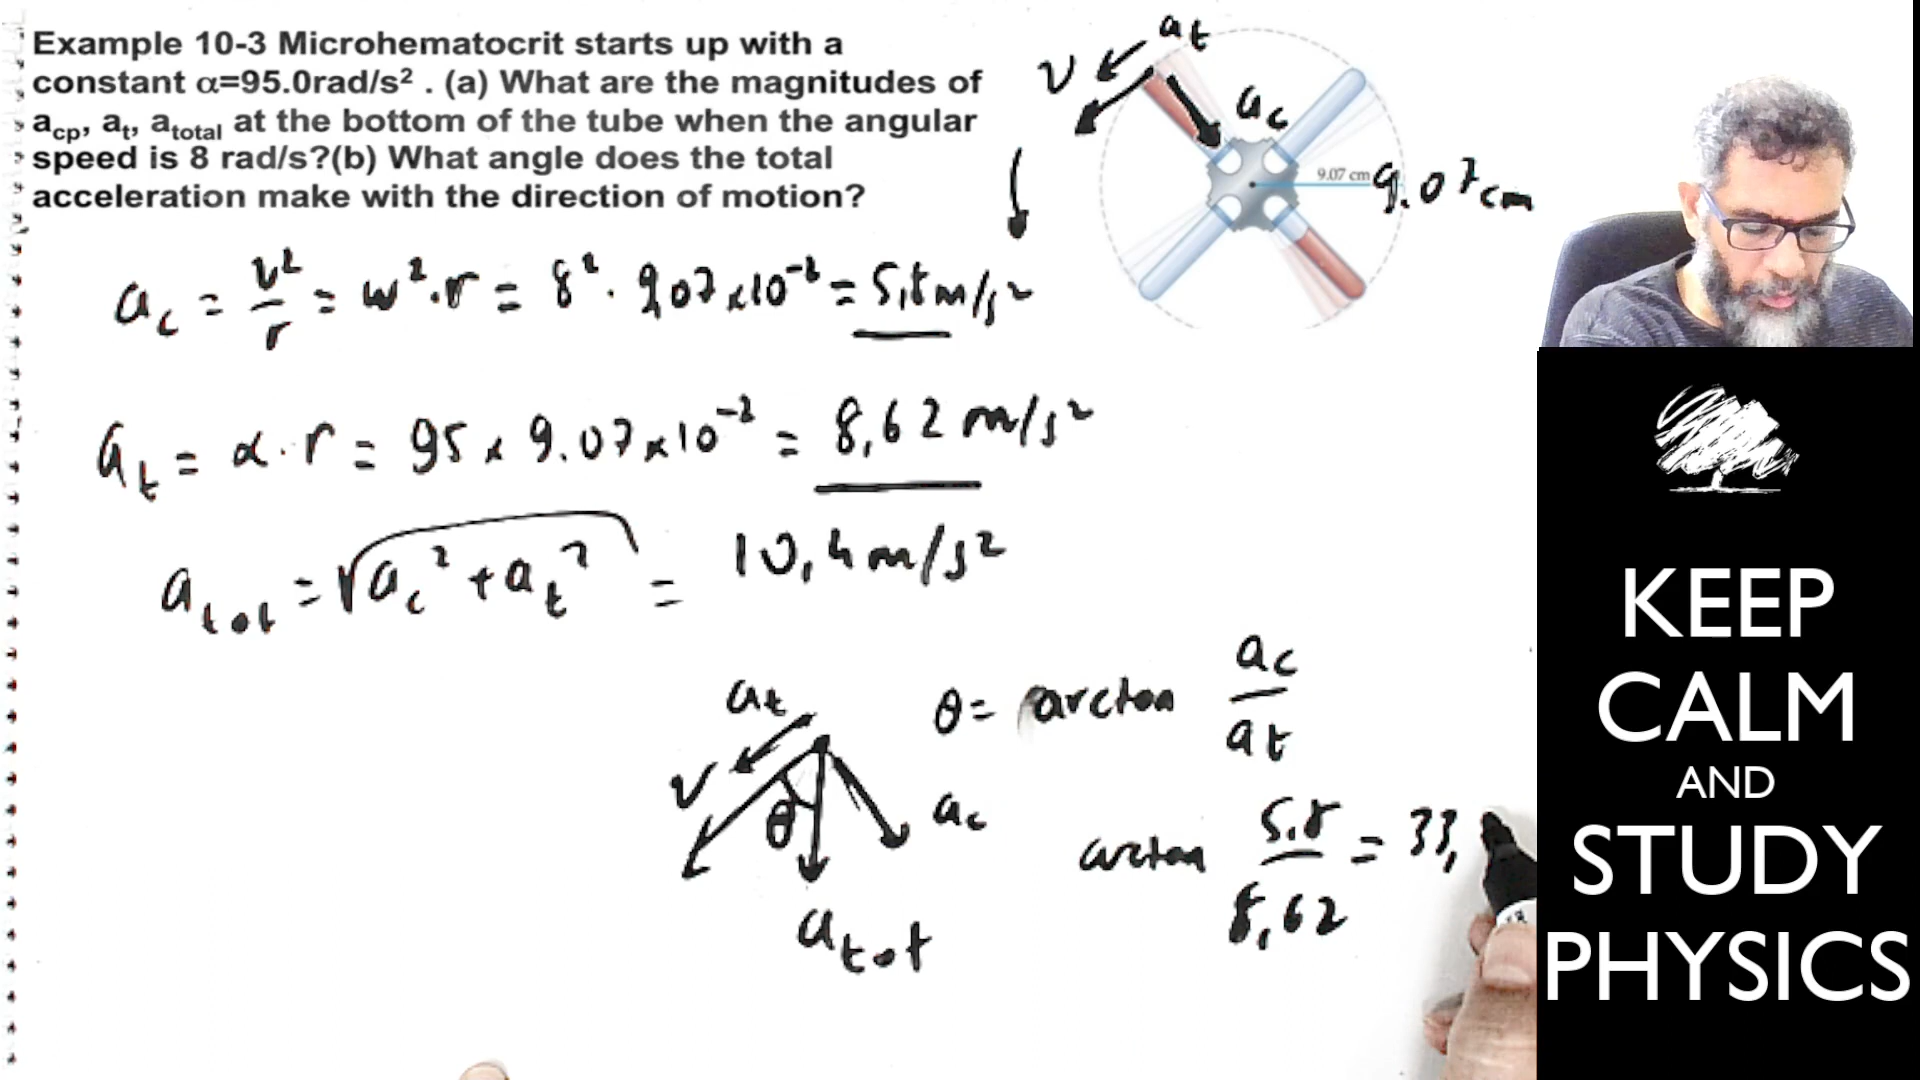 Example 10-3 Microhematocrit starts up with a
constant α=95.0rad/s² . (a) What are the magnitudes of
acp, at, atotal at the bottom of the tube when the angular
speed is 8 rad/s?(b) What angle does the total
acceleration make with the direction of motion?
at
v
ac
9.07 cm
9.07cm
ac = v²/r = w²·r = 8² · 9.07x10⁻² = 5,8 m/s²
at = α·r = 95 x 9.07x10⁻² = 8,62 m/s²
atot = √ac² + at² = 10,4 m/s²
at
v
θ
ac
atot
θ = arctan ac/at
arctan 5.8/8,62 = 33,
KEEP
CALM
AND
STUDY
PHYSICS